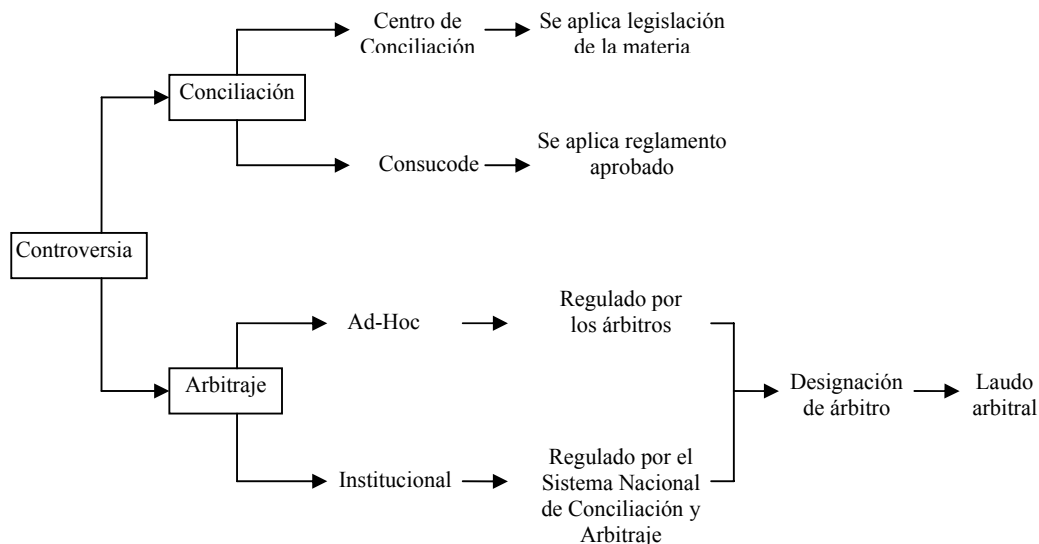 Centro de
Conciliación
Se aplica legislación
de la materia
Conciliación
Consucode
Se aplica reglamento
aprobado
Controversia
Ad-Hoc
Regulado por
los árbitros
Arbitraje
Designación
de árbitro
Laudo
arbitral
Institucional
Regulado por el
Sistema Nacional
de Conciliación y
Arbitraje